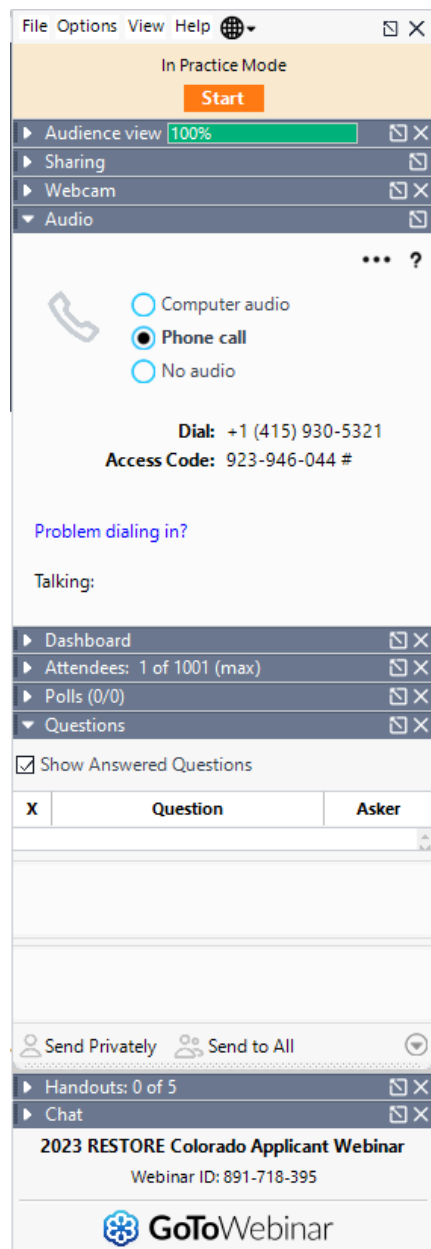 File Options View Help
In Practice Mode
Start
Audience view 100%
Sharing
Webcam
Audio
... ?
Computer audio
Phone call
No audio
Dial: +1 (415) 930-5321
Access Code: 923-946-044 #
Problem dialing in?
Talking:
Dashboard
Attendees: 1 of 1001 (max)
Polls (0/0)
Questions
Show Answered Questions
X Question Asker
Send Privately Send to All
Handouts: 0 of 5
Chat
2023 RESTORE Colorado Applicant Webinar
Webinar ID: 891-718-395
GoToWebinar